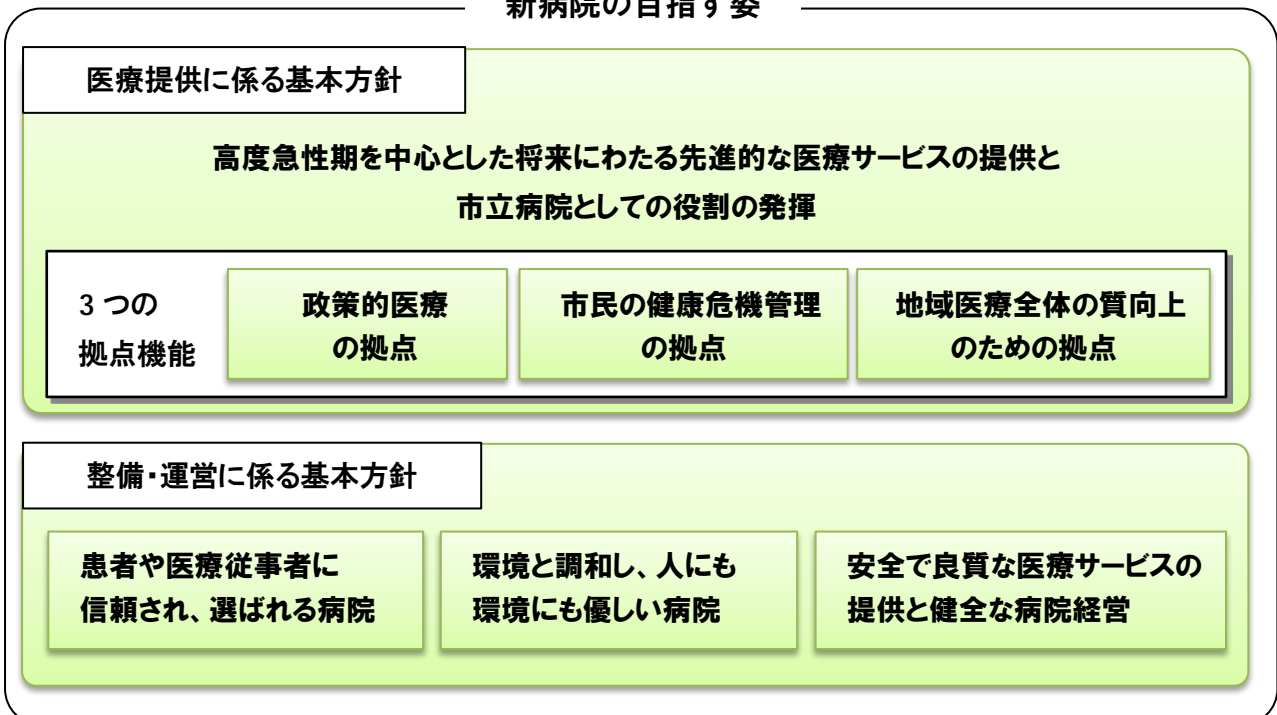 新病院の目指す姿
医療提供に係る基本方針
高度急性期を中心とした将来にわたる先進的な医療サービスの提供と
市立病院としての役割の発揮
3 つの
拠点機能
政策的医療
の拠点
市民の健康危機管理
の拠点
地域医療全体の質向上
のための拠点
整備・運営に係る基本方針
患者や医療従事者に
信頼され、選ばれる病院
環境と調和し、人にも
環境にも優しい病院
安全で良質な医療サービスの
提供と健全な病院経営